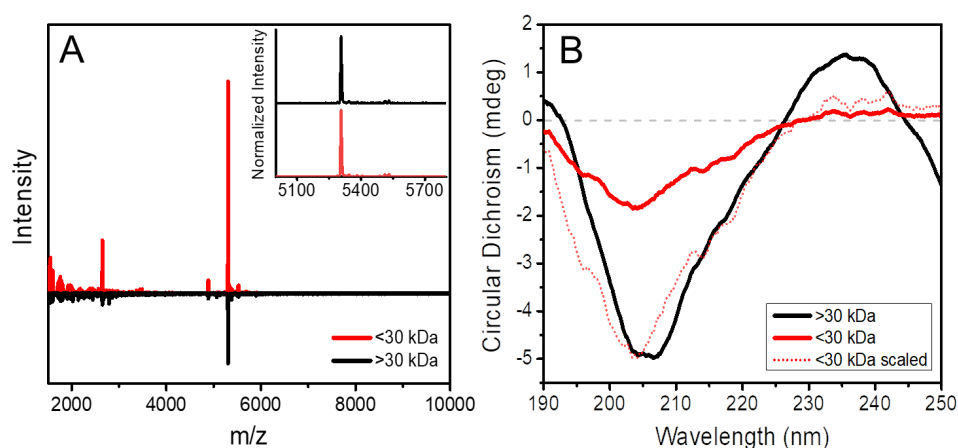 A
Intensity
2000 4000 6000 8000 10000
m/z
<30 kDa
>30 kDa
Normalized Intensity
5100 5400 5700
B
Circular Dichroism (mdeg)
2
1
0
-1
-2
-3
-4
-5
190 200 210 220 230 240 250
Wavelength (nm)
>30 kDa
<30 kDa
<30 kDa scaled